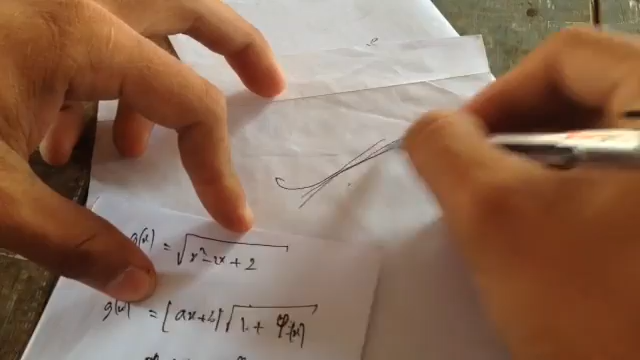 g(x) = √x²-2x+2
g(x) = [ax+b]√1+φ(x)